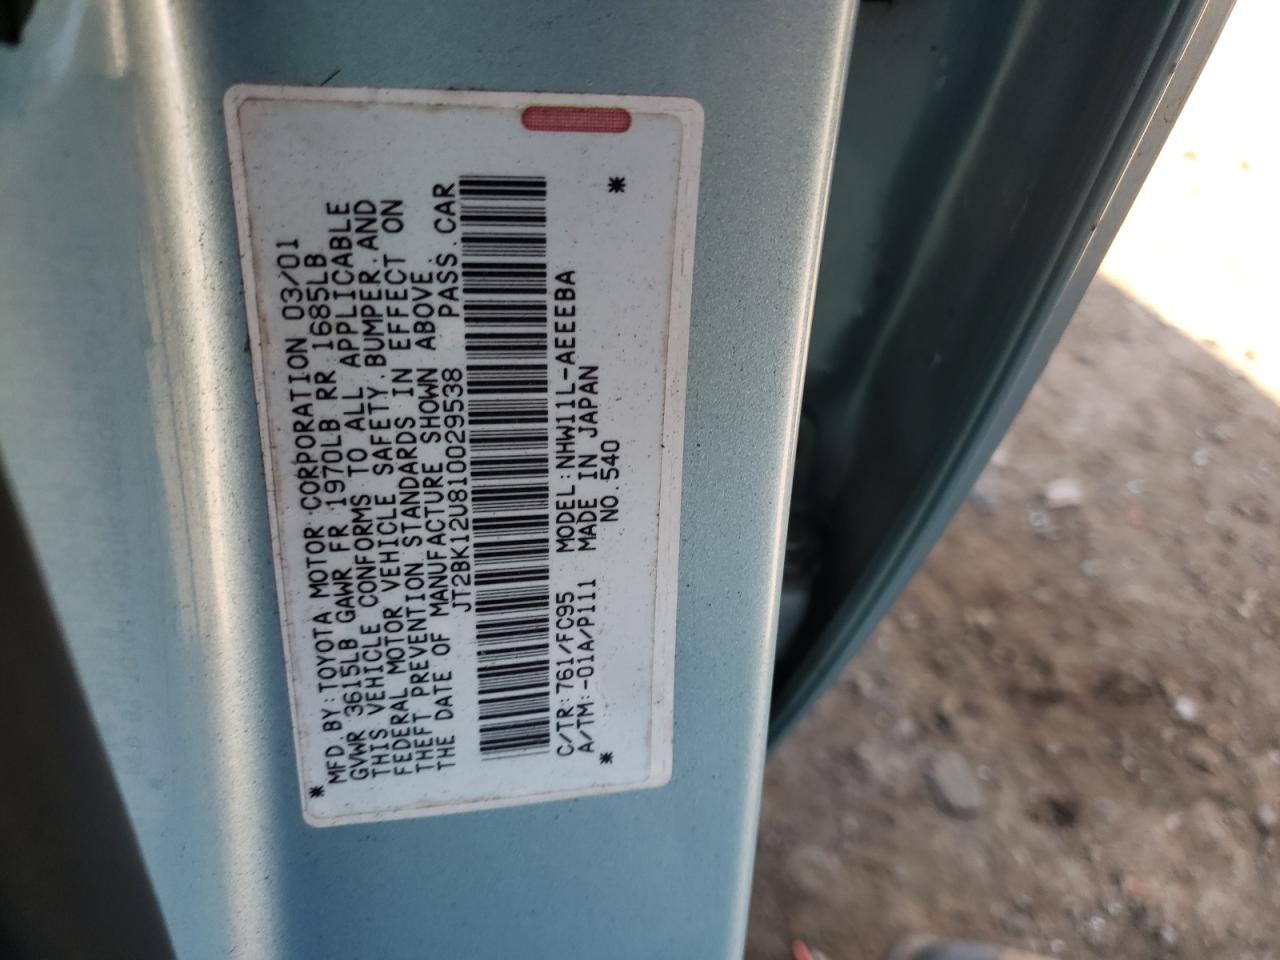 MFD.BY:TOYOTA MOTOR CORPORATION 03/01
GVWR 3615LB GAWR FR 1970LB RR 1685LB
THIS VEHICLE CONFORMS TO ALL APPLICABLE
FEDERAL MOTOR VEHICLE SAFETY,BUMPER,AND
THEFT PREVENTION STANDARDS IN EFFECT ON
THE DATE OF MANUFACTURE SHOWN ABOVE.
JT2BK12U810029538 PASS.CAR
C/TR:761/FC95 MODEL:NHW11L-AEEEBA
A/TM:-01A/P111 MADE IN JAPAN
NO.540